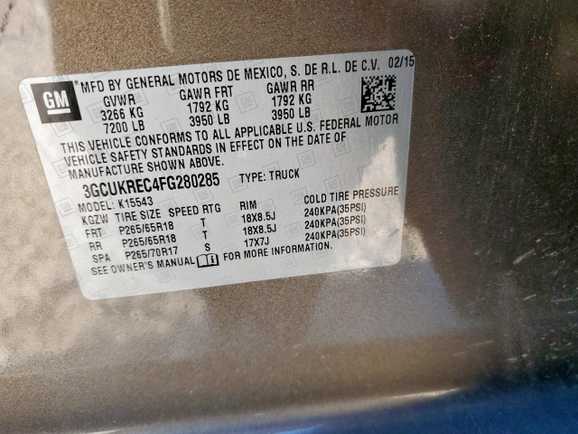 GM
MFD BY GENERAL MOTORS DE MEXICO, S. DE R.L. DE C.V. 02/15
GVWR GAWR FRT GAWR RR
3266 KG 1792 KG 1792 KG
7200 LB 3950 LB 3950 LB
THIS VEHICLE CONFORMS TO ALL APPLICABLE U.S. FEDERAL MOTOR
VEHICLE SAFETY STANDARDS IN EFFECT ON THE DATE OF
MANUFACTURE SHOWN ABOVE.
3GCUKREC4FG280285 TYPE: TRUCK
MODEL: K15543
KGZW TIRE SIZE SPEED RTG RIM COLD TIRE PRESSURE
FRT P265/65R18 T 18X8.5J 240KPA(35PSI)
RR P265/65R18 T 18X8.5J 240KPA(35PSI)
SPA P265/70R17 S 17X7J 240KPA(35PSI)
SEE OWNER'S MANUAL FOR MORE INFORMATION.